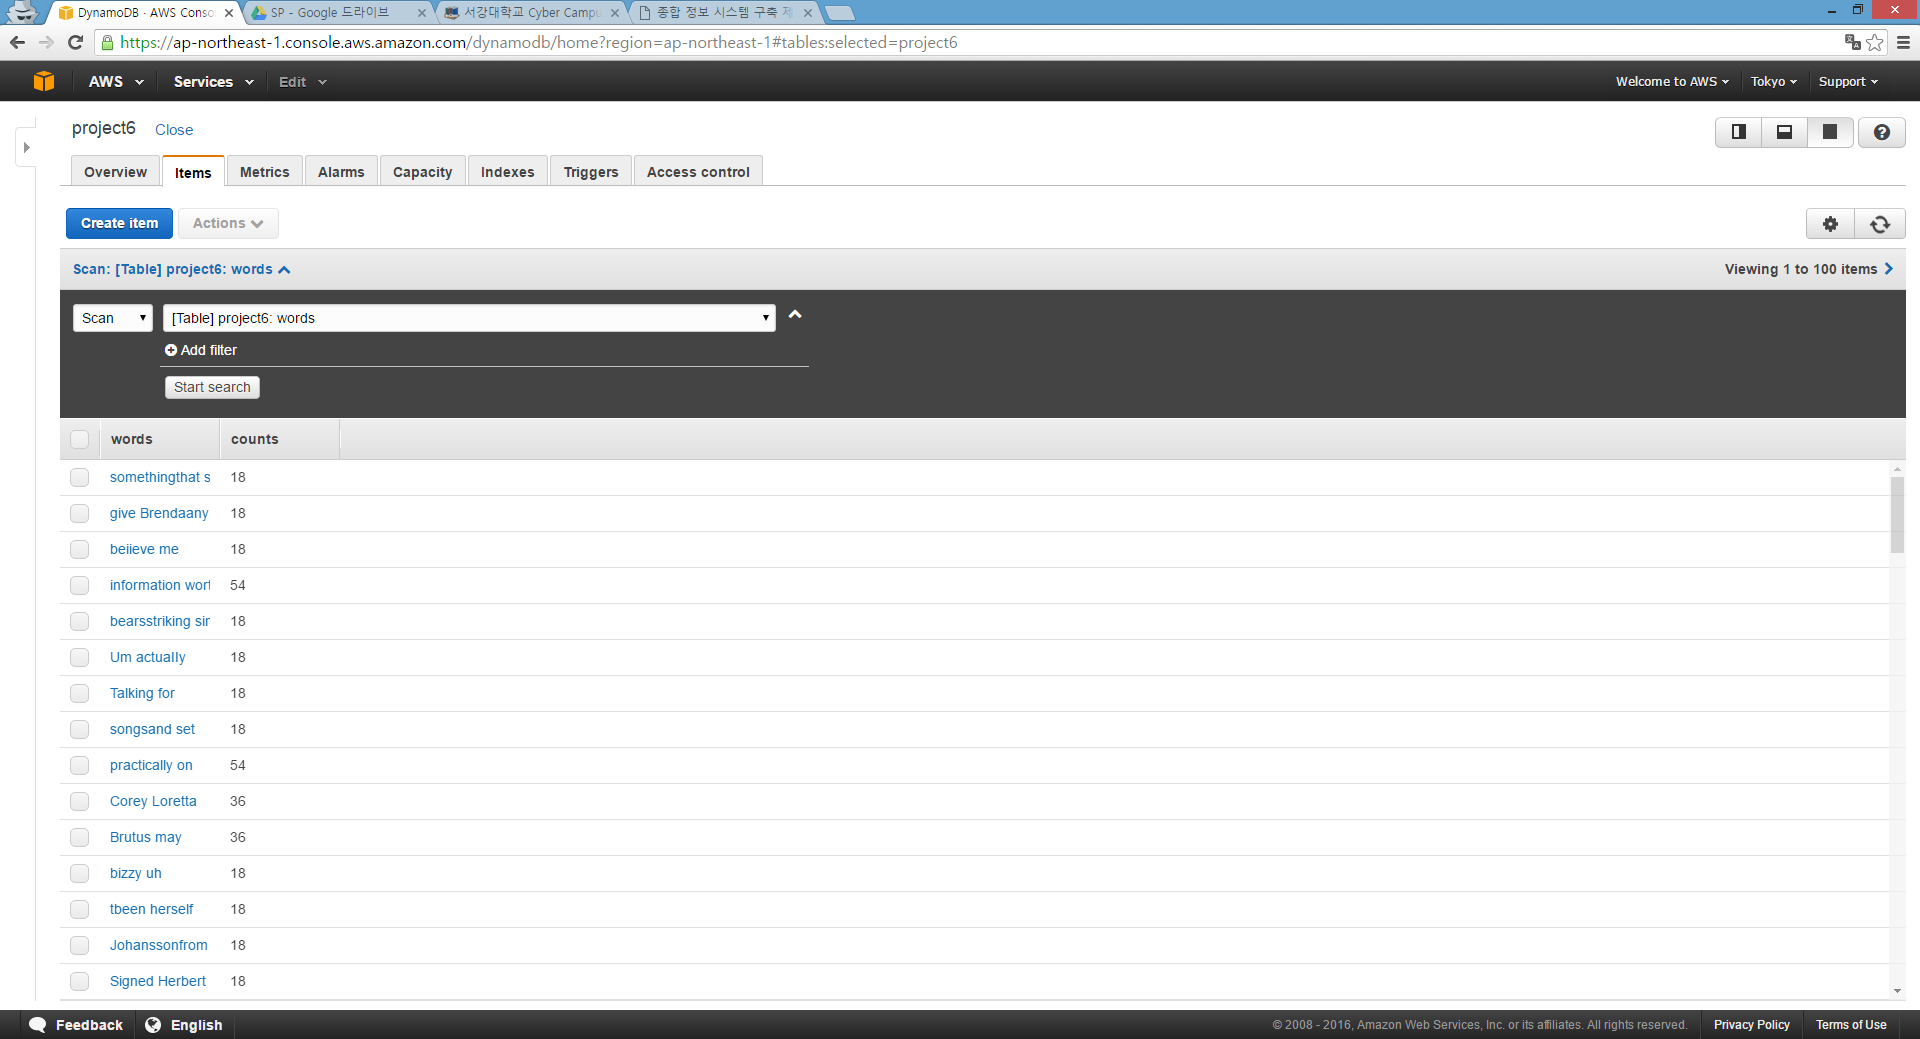 DynamoDB · AWS Conso
SP - Google 드라이브
서강대학교 Cyber Campu
종합 정보 시스템 구축 제
https://ap-northeast-1.console.aws.amazon.com/dynamodb/home?region=ap-northeast-1#tables:selected=project6
AWS Services Edit Welcome to AWS Tokyo Support
project6 Close
Overview Items Metrics Alarms Capacity Indexes Triggers Access control
Create item Actions
Scan: [Table] project6: words Viewing 1 to 100 items
Scan [Table] project6: words
Add filter
Start search
words counts
somethingthat s 18
give Brendaany 18
beiieve me 18
information wort 54
bearsstriking sir 18
Um actually 18
Talking for 18
songsand set 18
practically on 54
Corey Loretta 36
Brutus may 36
bizzy uh 18
tbeen herself 18
Johanssonfrom 18
Signed Herbert 18
Feedback English © 2008 - 2016, Amazon Web Services, Inc. or its affiliates. All rights reserved. Privacy Policy Terms of Use